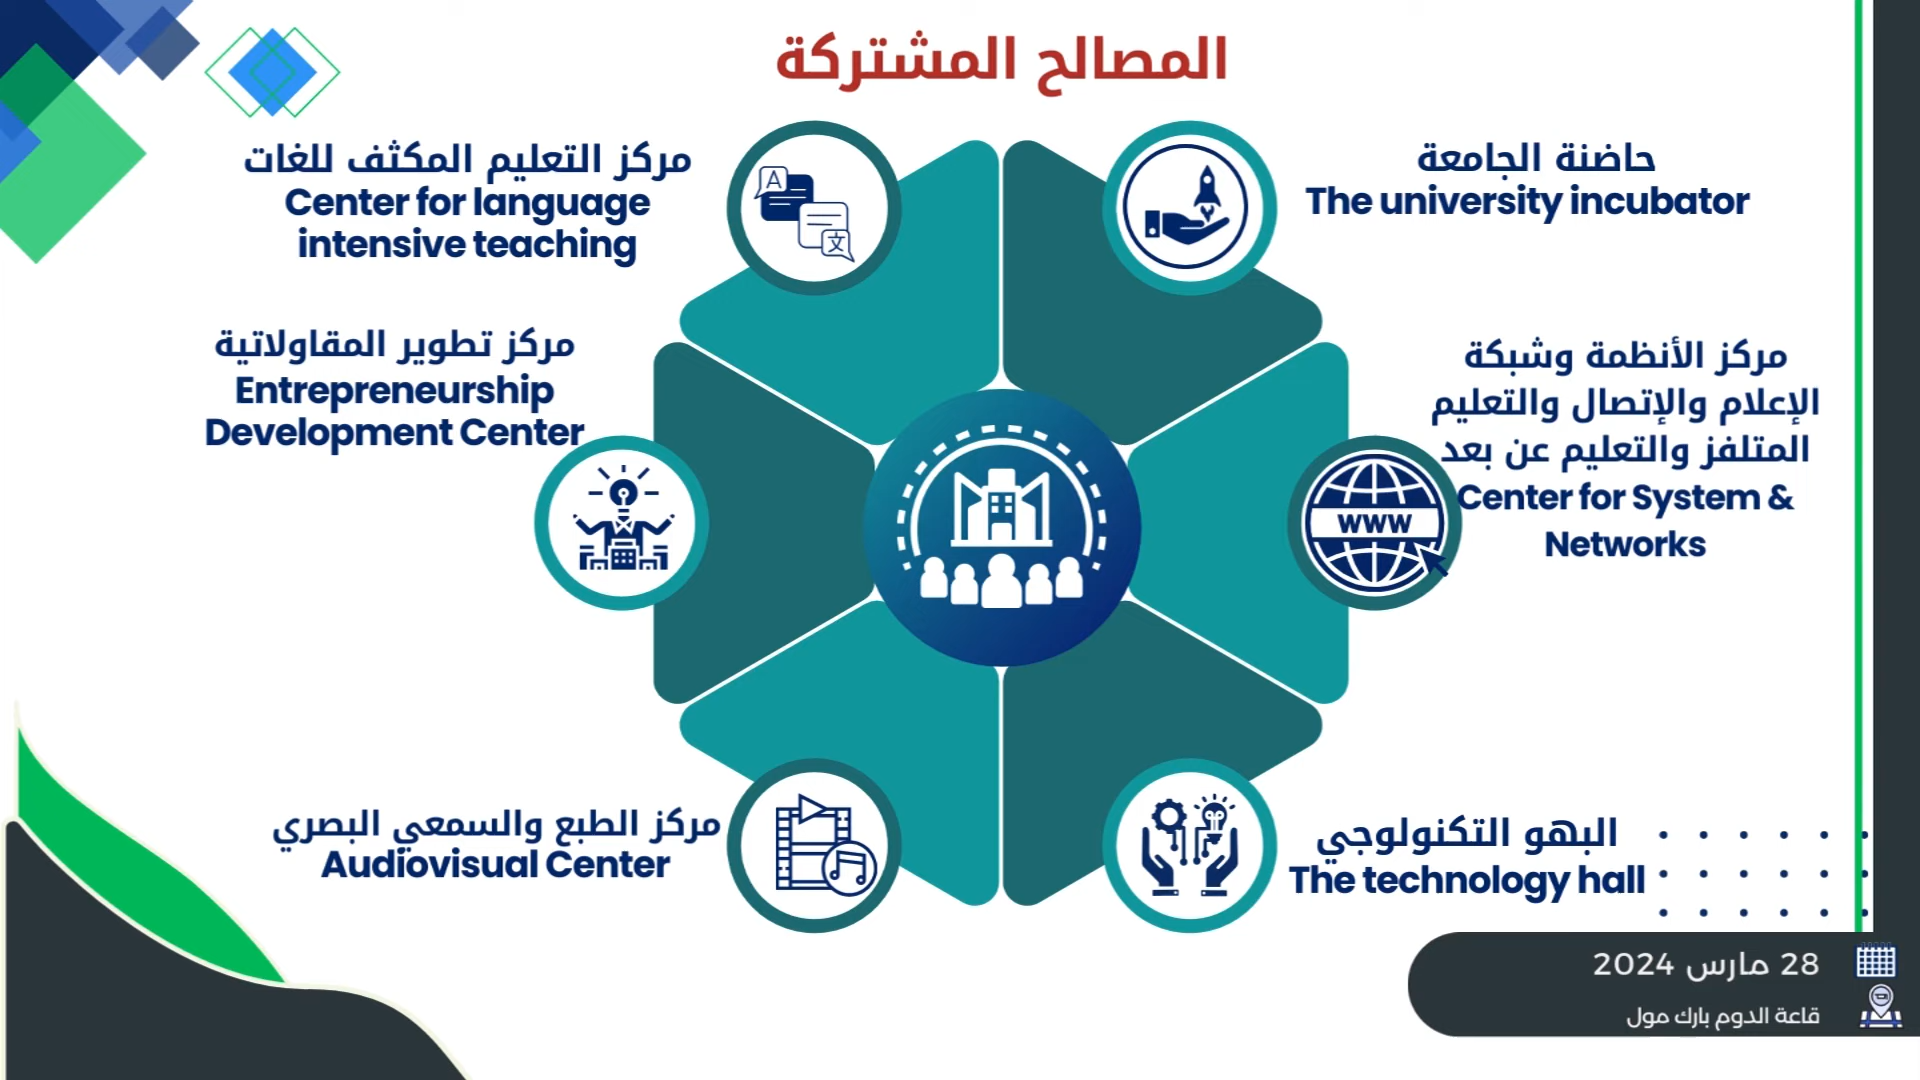 المصالح المشتركة
حاضنة الجامعة
The university incubator
مركز التعليم المكثف للغات
Center for language
intensive teaching
مركز الأنظمة وشبكة
الإعلام والإتصال والتعليم
المتلفز والتعليم عن بعد
Center for System &
Networks
WWW
مركز تطوير المقاولاتية
Entrepreneurship
Development Center
البهو التكنولوجي
The technology hall
مركز الطبع والسمعي البصري
Audiovisual Center
A
文
28 مارس 2024
قاعة الدوم بارك مول